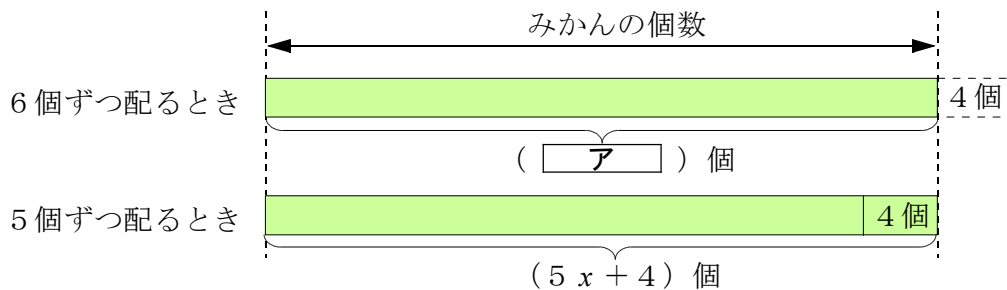 みかんの個数
6個ずつ配るとき
4個
( ア ) 個
5個ずつ配るとき
4個
(5x+4) 個